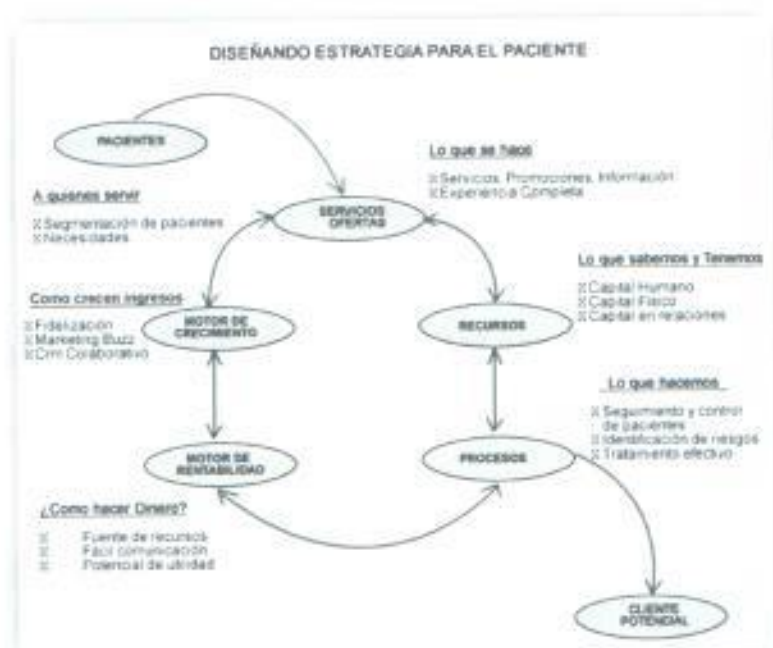 DISEÑANDO ESTRATEGIA PARA EL PACIENTE
PACIENTES
Lo que se hace
Servicios, Promociones, Información
Experiencia Completa
A quienes servir
Segmentación de pacientes
Necesidades
SERVICIOS
OFERTAS
Lo que sabemos y Tenemos
Capital Humano
Capital Fisico
Capital en relaciones
Como crecen ingresos
Fidelización
Marketing Buzz
Crm Colaborativo
MOTOR DE
CRECIMIENTO
RECURSOS
Lo que hacemos
Seguimiento y control
de pacientes
Identificación de riesgos
Tratamiento efectivo
MOTOR DE
RENTABILIDAD
PROCESOS
¿Como hacer Dinero?
Fuente de recursos
Facil comunicación
Potencial de utilidad
CLIENTE
POTENCIAL